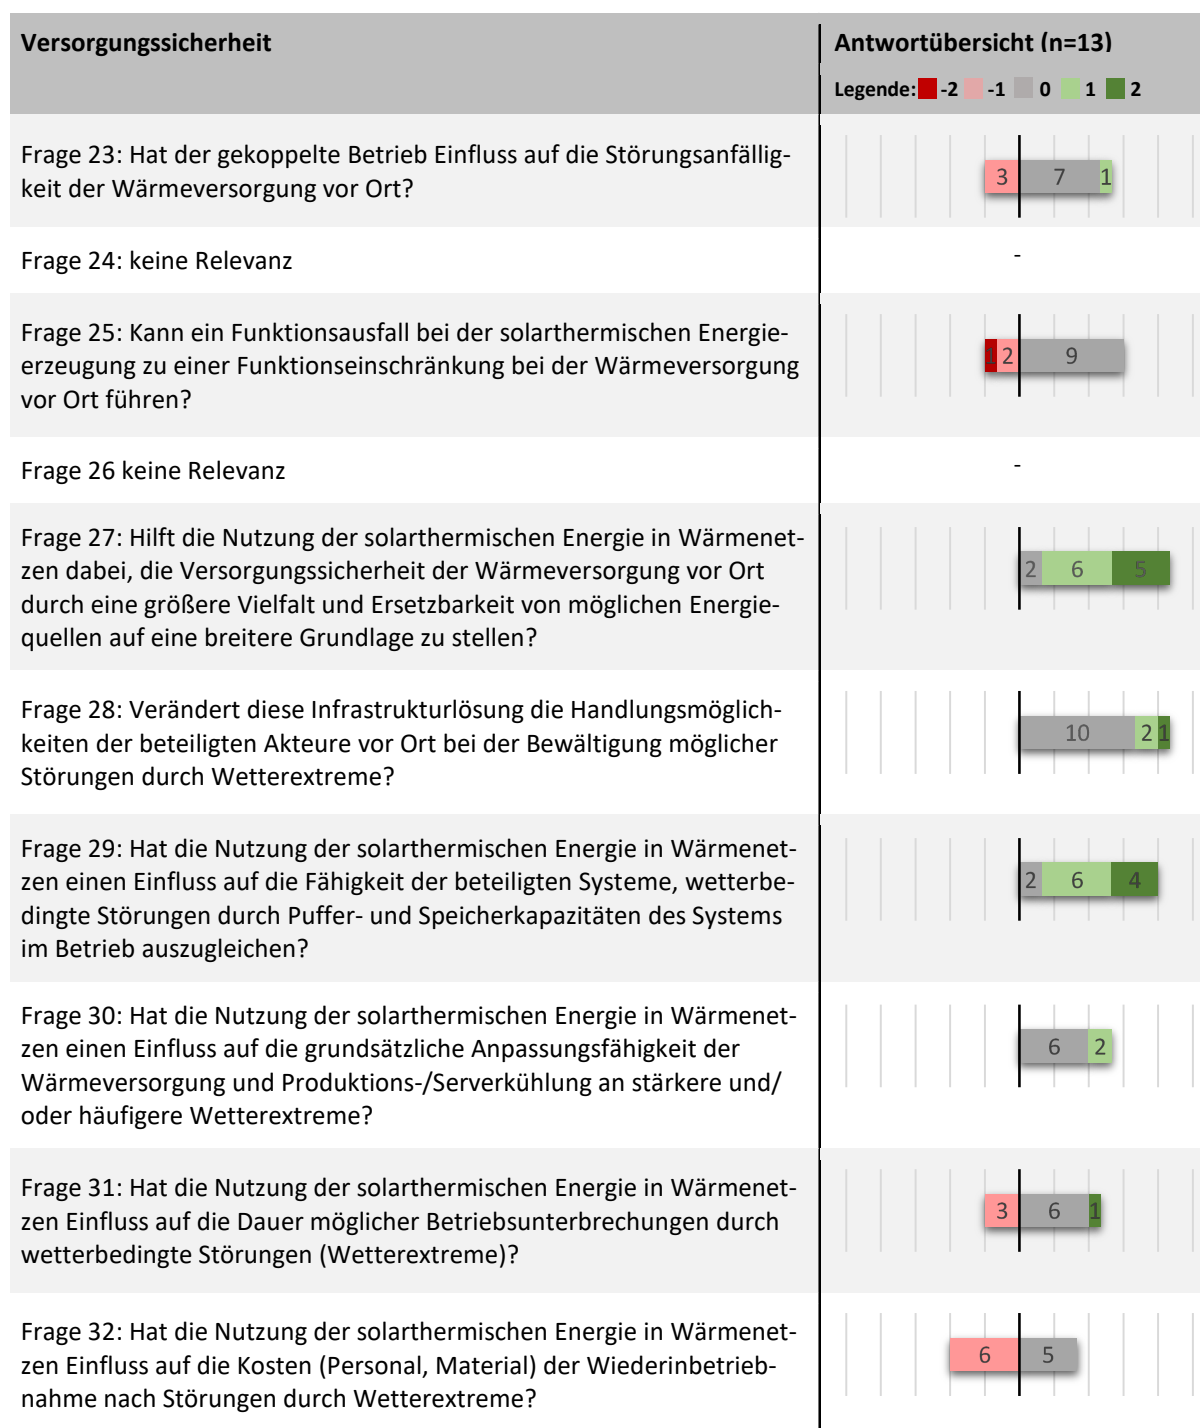 Versorgungssicherheit
Antwortübersicht (n=13)
Legende: -2 -1 0 1 2
Frage 23: Hat der gekoppelte Betrieb Einfluss auf die Störungsanfällig-
keit der Wärmeversorgung vor Ort?
3 7 1
Frage 24: keine Relevanz
-
Frage 25: Kann ein Funktionsausfall bei der solarthermischen Energie-
erzeugung zu einer Funktionseinschränkung bei der Wärmeversorgung
vor Ort führen?
1 2 9
Frage 26 keine Relevanz
-
Frage 27: Hilft die Nutzung der solarthermischen Energie in Wärmenet-
zen dabei, die Versorgungssicherheit der Wärmeversorgung vor Ort
durch eine größere Vielfalt und Ersetzbarkeit von möglichen Energie-
quellen auf eine breitere Grundlage zu stellen?
2 6 5
Frage 28: Verändert diese Infrastrukturlösung die Handlungsmöglich-
keiten der beteiligten Akteure vor Ort bei der Bewältigung möglicher
Störungen durch Wetterextreme?
10 2 1
Frage 29: Hat die Nutzung der solarthermischen Energie in Wärmenet-
zen einen Einfluss auf die Fähigkeit der beteiligten Systeme, wetterbe-
dingte Störungen durch Puffer- und Speicherkapazitäten des Systems
im Betrieb auszugleichen?
2 6 4
Frage 30: Hat die Nutzung der solarthermischen Energie in Wärmenet-
zen einen Einfluss auf die grundsätzliche Anpassungsfähigkeit der
Wärmeversorgung und Produktions-/Serverkühlung an stärkere und/
oder häufigere Wetterextreme?
6 2
Frage 31: Hat die Nutzung der solarthermischen Energie in Wärmenet-
zen Einfluss auf die Dauer möglicher Betriebsunterbrechungen durch
wetterbedingte Störungen (Wetterextreme)?
3 6 1
Frage 32: Hat die Nutzung der solarthermischen Energie in Wärmenet-
zen Einfluss auf die Kosten (Personal, Material) der Wiederinbetrieb-
nahme nach Störungen durch Wetterextreme?
6 5